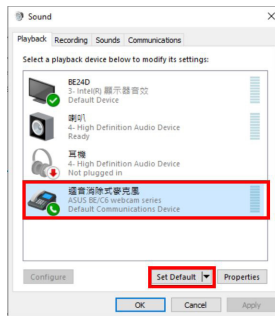 Sound
Playback Recording Sounds Communications
Select a playback device below to modify its settings:
BE24D
3- Intel(R) 顯示器音效
Default Device
喇叭
4- High Definition Audio Device
Ready
耳機
4- High Definition Audio Device
Not plugged in
迴音消除式麥克風
ASUS BE/C6 webcam series
Default Communications Device
Configure Set Default Properties
OK Cancel Apply